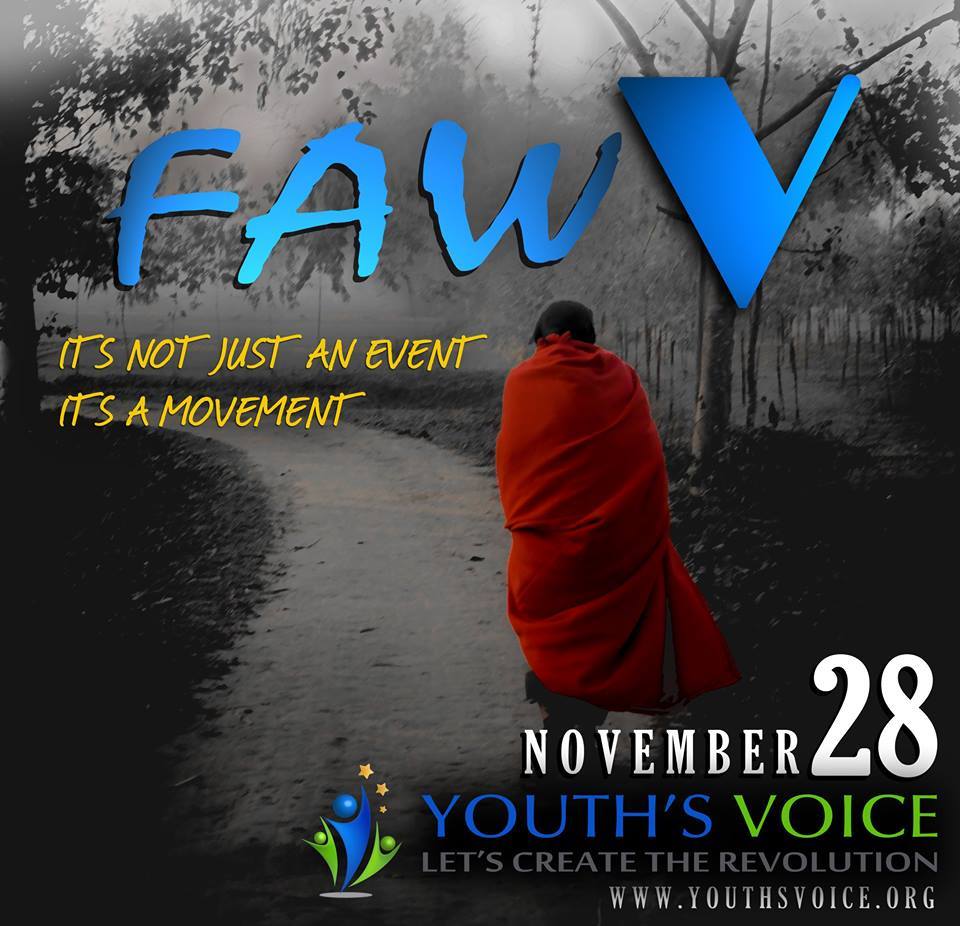 FAW V
IT'S NOT JUST AN EVENT
IT'S A MOVEMENT
NOVEMBER 28
YOUTH'S VOICE
LET'S CREATE THE REVOLUTION
WWW.YOUTHSVOICE.ORG